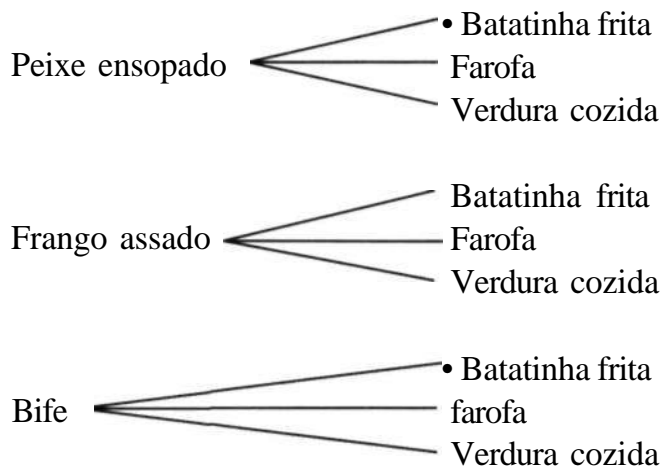 • Batatinha frita
Peixe ensopado
Farofa
Verdura cozida
Batatinha frita
Frango assado
Farofa
Verdura cozida
• Batatinha frita
Bife
farofa
Verdura cozida